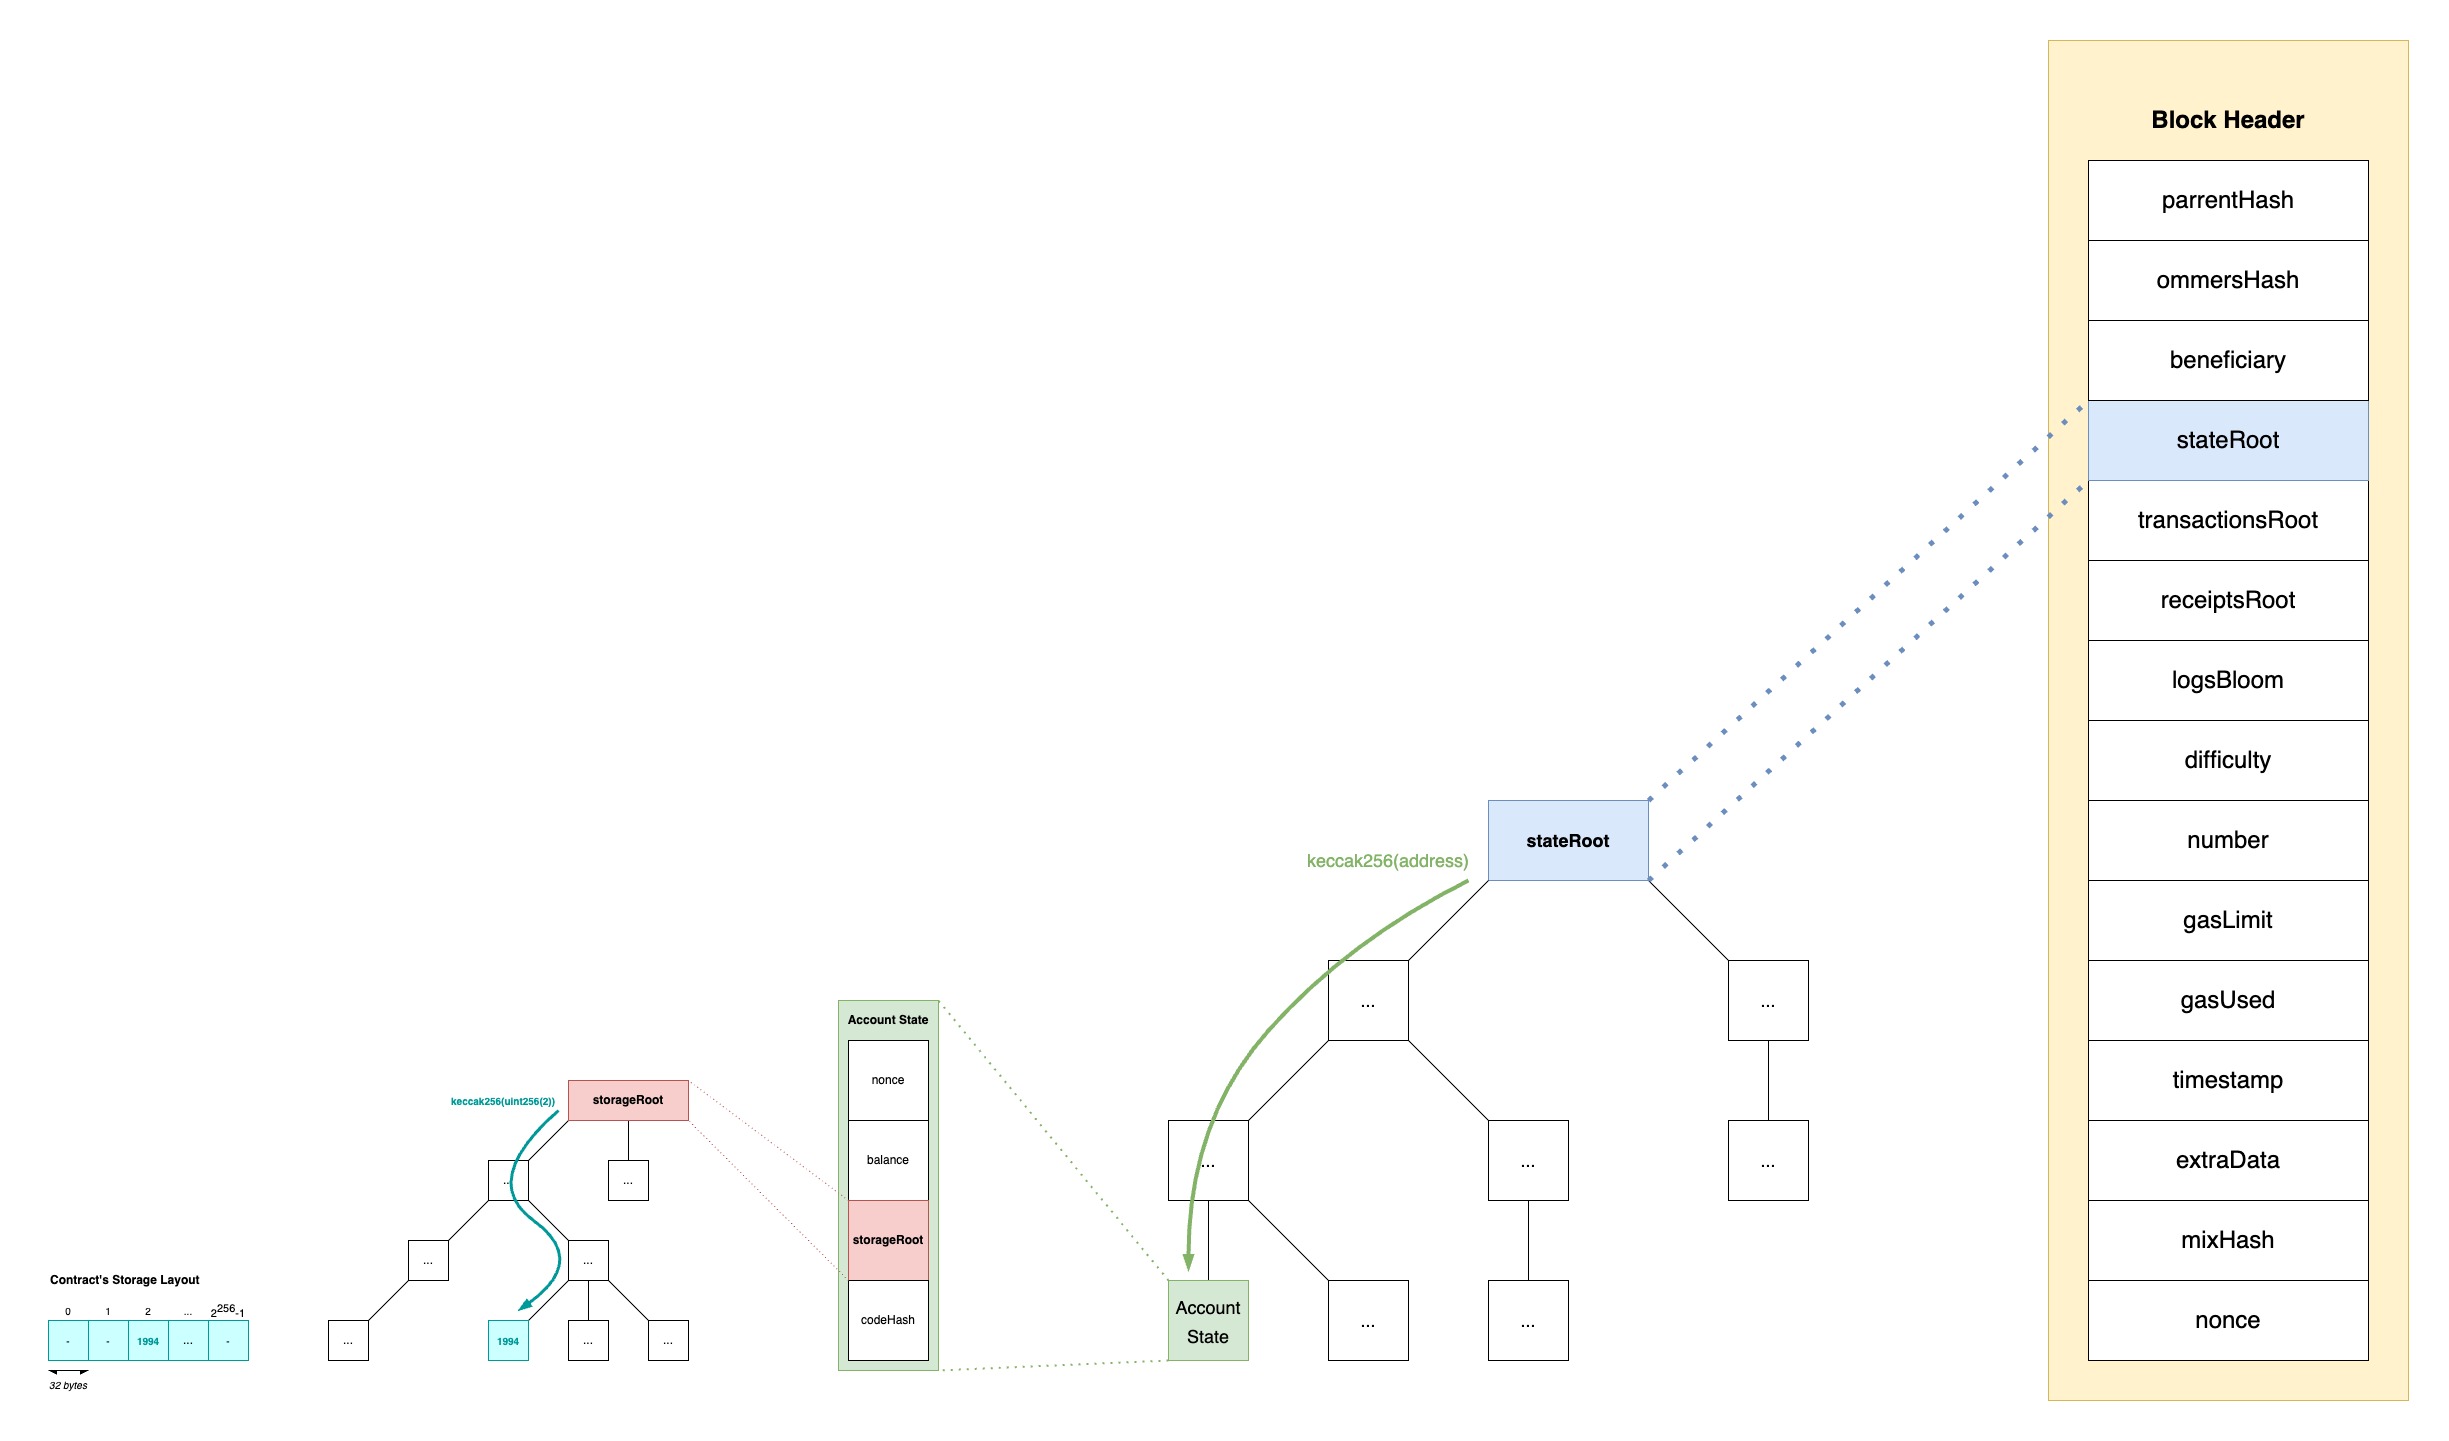 Block Header
parrentHash
ommersHash
beneficiary
stateRoot
transactionsRoot
receiptsRoot
logsBloom
difficulty
number
gasLimit
gasUsed
timestamp
extraData
mixHash
nonce
stateRoot
keccak256(address)
...
...
...
...
...
Account
State
...
...
Account State
nonce
balance
storageRoot
codeHash
storageRoot
keccak256(uint256(2))
...
...
...
...
...
1994
...
...
Contract's Storage Layout
0 1 2 ... 2^256-1
- - 1994 ... -
32 bytes